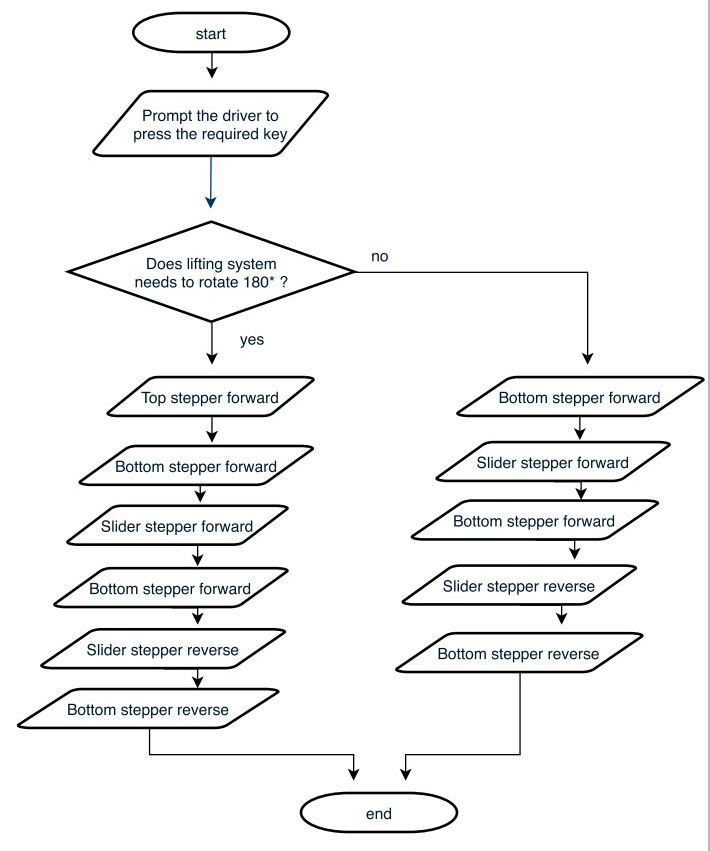 start
Prompt the driver to
press the required key
Does lifting system
needs to rotate 180* ?
no
yes
Top stepper forward
Bottom stepper forward
Slider stepper forward
Bottom stepper forward
Slider stepper reverse
Bottom stepper reverse
Bottom stepper forward
Slider stepper forward
Bottom stepper forward
Slider stepper reverse
Bottom stepper reverse
end